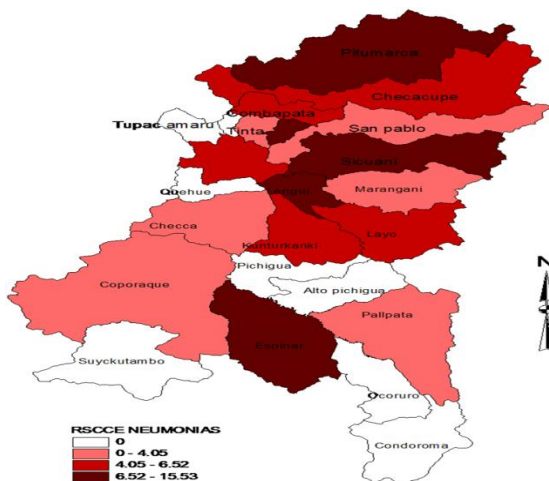 Pitumarca
Checacupe
Combapata
Tupac amaru
Tinta
San pablo
Sicuani
Quehue
Langui
Marangani
Checca
Layo
Kunturkanki
Pichigua
Coporaque
Alto pichigua
Pallpata
Espinar
Suyckutambo
Ocoruro
Condoroma
N
RSCCE NEUMONIAS
0
0 - 4.05
4.05 - 6.52
6.52 - 15.53